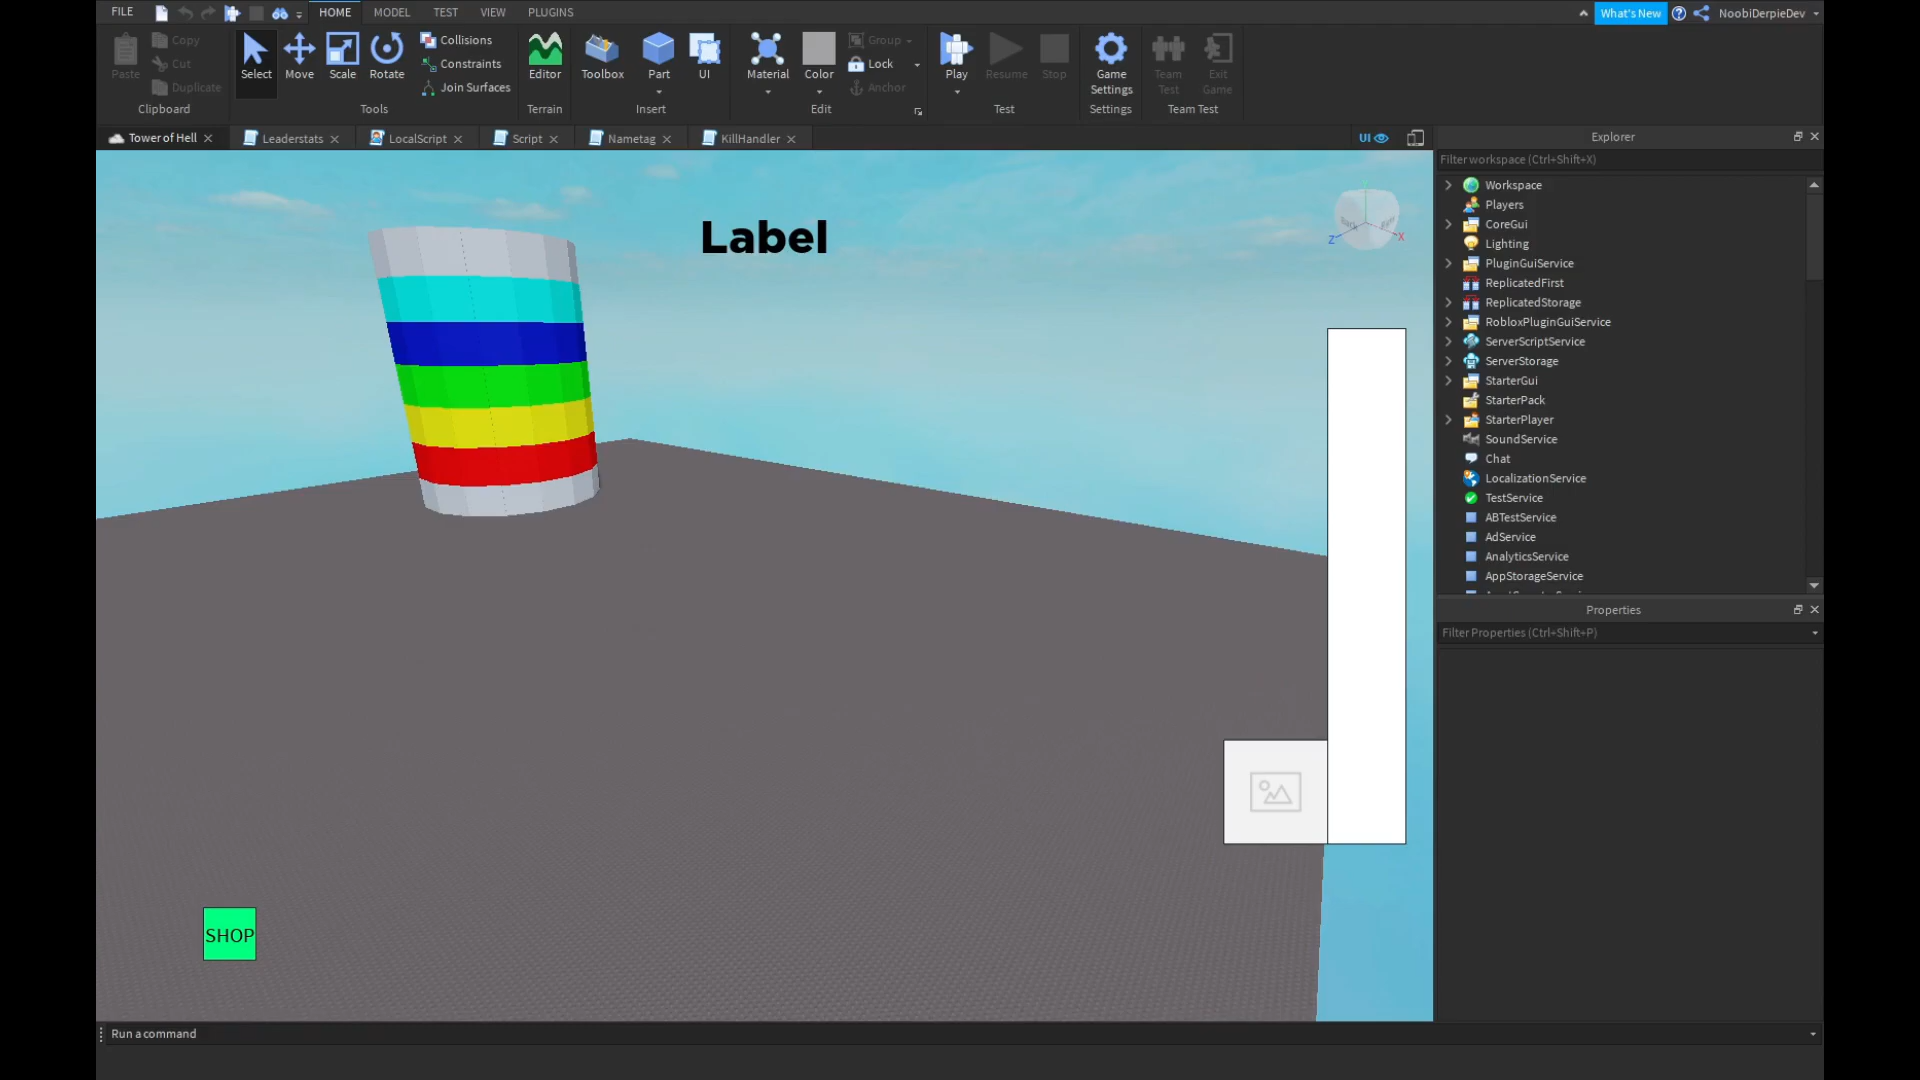 FILE HOME MODEL TEST VIEW PLUGINS What's New NoobiDerpieDev
Paste Copy Cut Duplicate
Clipboard
Select Move Scale Rotate Collisions Constraints Join Surfaces
Tools
Editor
Terrain
Toolbox Part UI
Insert
Material Color Group Lock Anchor
Edit
Play Resume Stop
Test
Game Settings
Settings
Team Test Exit Game
Team Test
Tower of Hell Leaderstats LocalScript Script Nametag KillHandler UI
Label
Back
Z
X
SHOP
Explorer
Filter workspace (Ctrl+Shift+X)
Workspace
Players
CoreGui
Lighting
PluginGuiService
ReplicatedFirst
ReplicatedStorage
RobloxPluginGuiService
ServerScriptService
ServerStorage
StarterGui
StarterPack
StarterPlayer
SoundService
Chat
LocalizationService
TestService
ABTestService
AdService
AnalyticsService
AppStorageService
Properties
Filter Properties (Ctrl+Shift+P)
Run a command